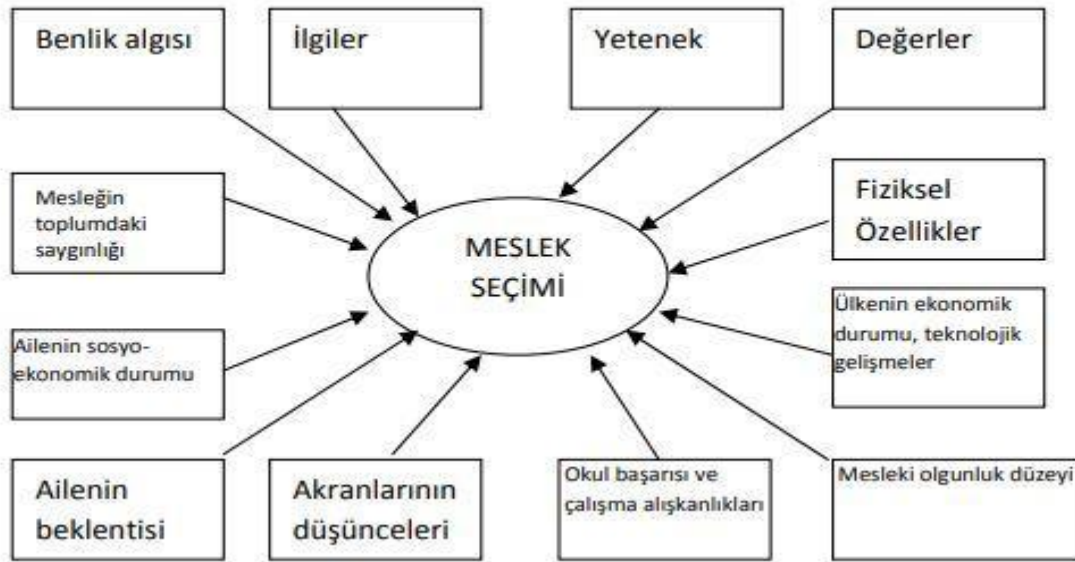 Benlik algısı
İlgiler
Yetenek
Değerler
Mesleğin
toplumdaki
saygınlığı
MESLEK
SEÇİMİ
Fiziksel
Özellikler
Ailenin sosyo-
ekonomik durumu
Ülkenin ekonomik
durumu, teknolojik
gelişmeler
Ailenin
beklentisi
Akranlarının
düşünceleri
Okul başarısı ve
çalışma alışkanlıkları
Mesleki olgunluk düzeyi